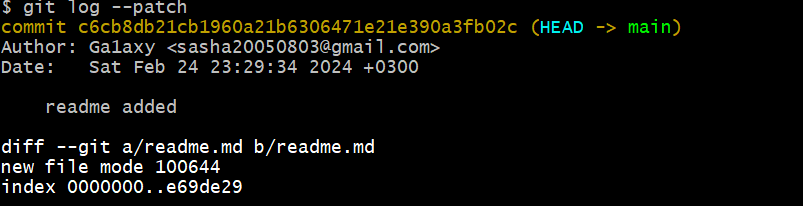 $ git log --patch
commit c6cb8db21cb1960a21b6306471e21e390a3fb02c (HEAD -> main)
Author: Ga1axy <sasha20050803@gmail.com>
Date:   Sat Feb 24 23:29:34 2024 +0300
readme added
diff --git a/readme.md b/readme.md
new file mode 100644
index 0000000..e69de29